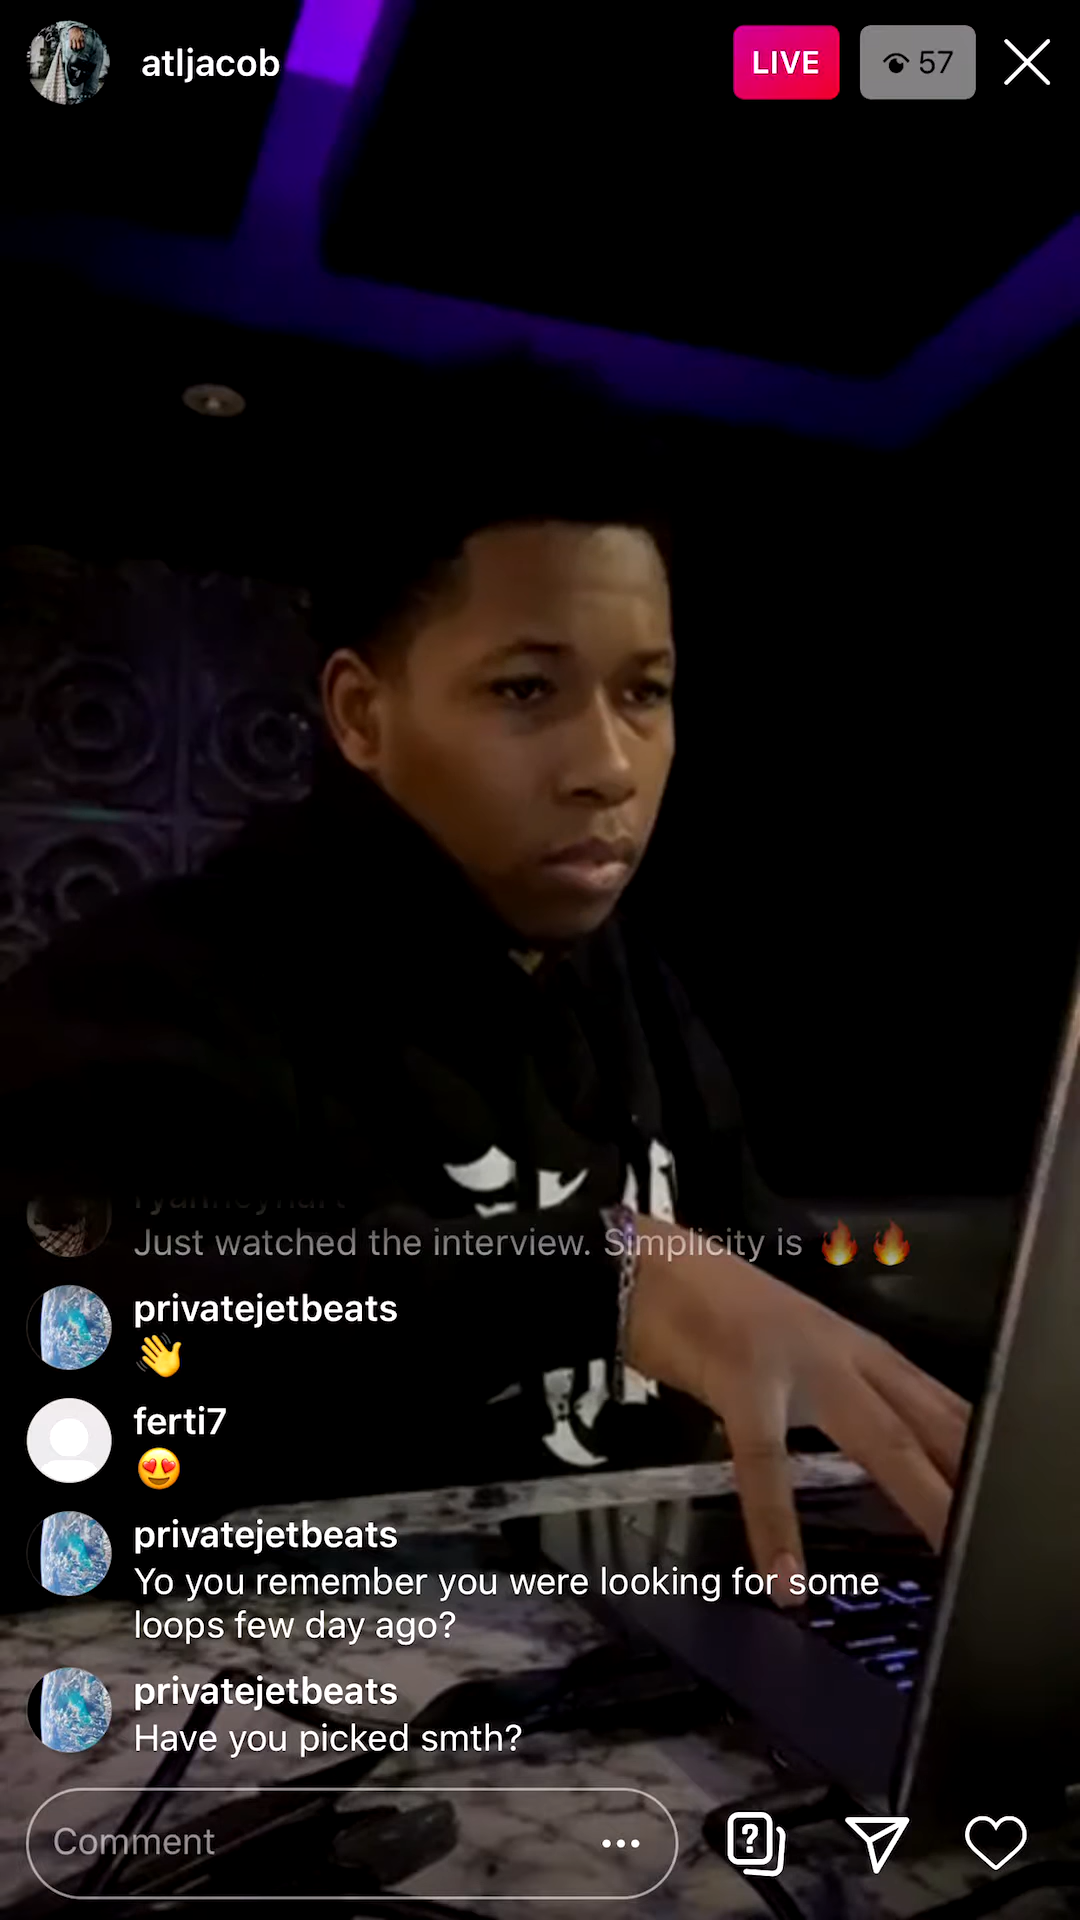 atljacob
LIVE
57
Just watched the interview. Simplicity is 🔥 🔥
privatejetbeats
👋
ferti7
😍
privatejetbeats
Yo you remember you were looking for some
loops few day ago?
privatejetbeats
Have you picked smth?
Comment